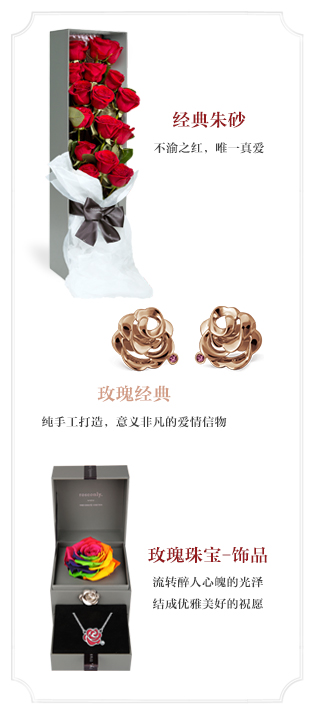 经典朱砂
不渝之红，唯一真爱
玫瑰经典
纯手工打造，意义非凡的爱情信物
玫瑰珠宝-饰品
流转醉人心魄的光泽
结成优雅美好的祝愿